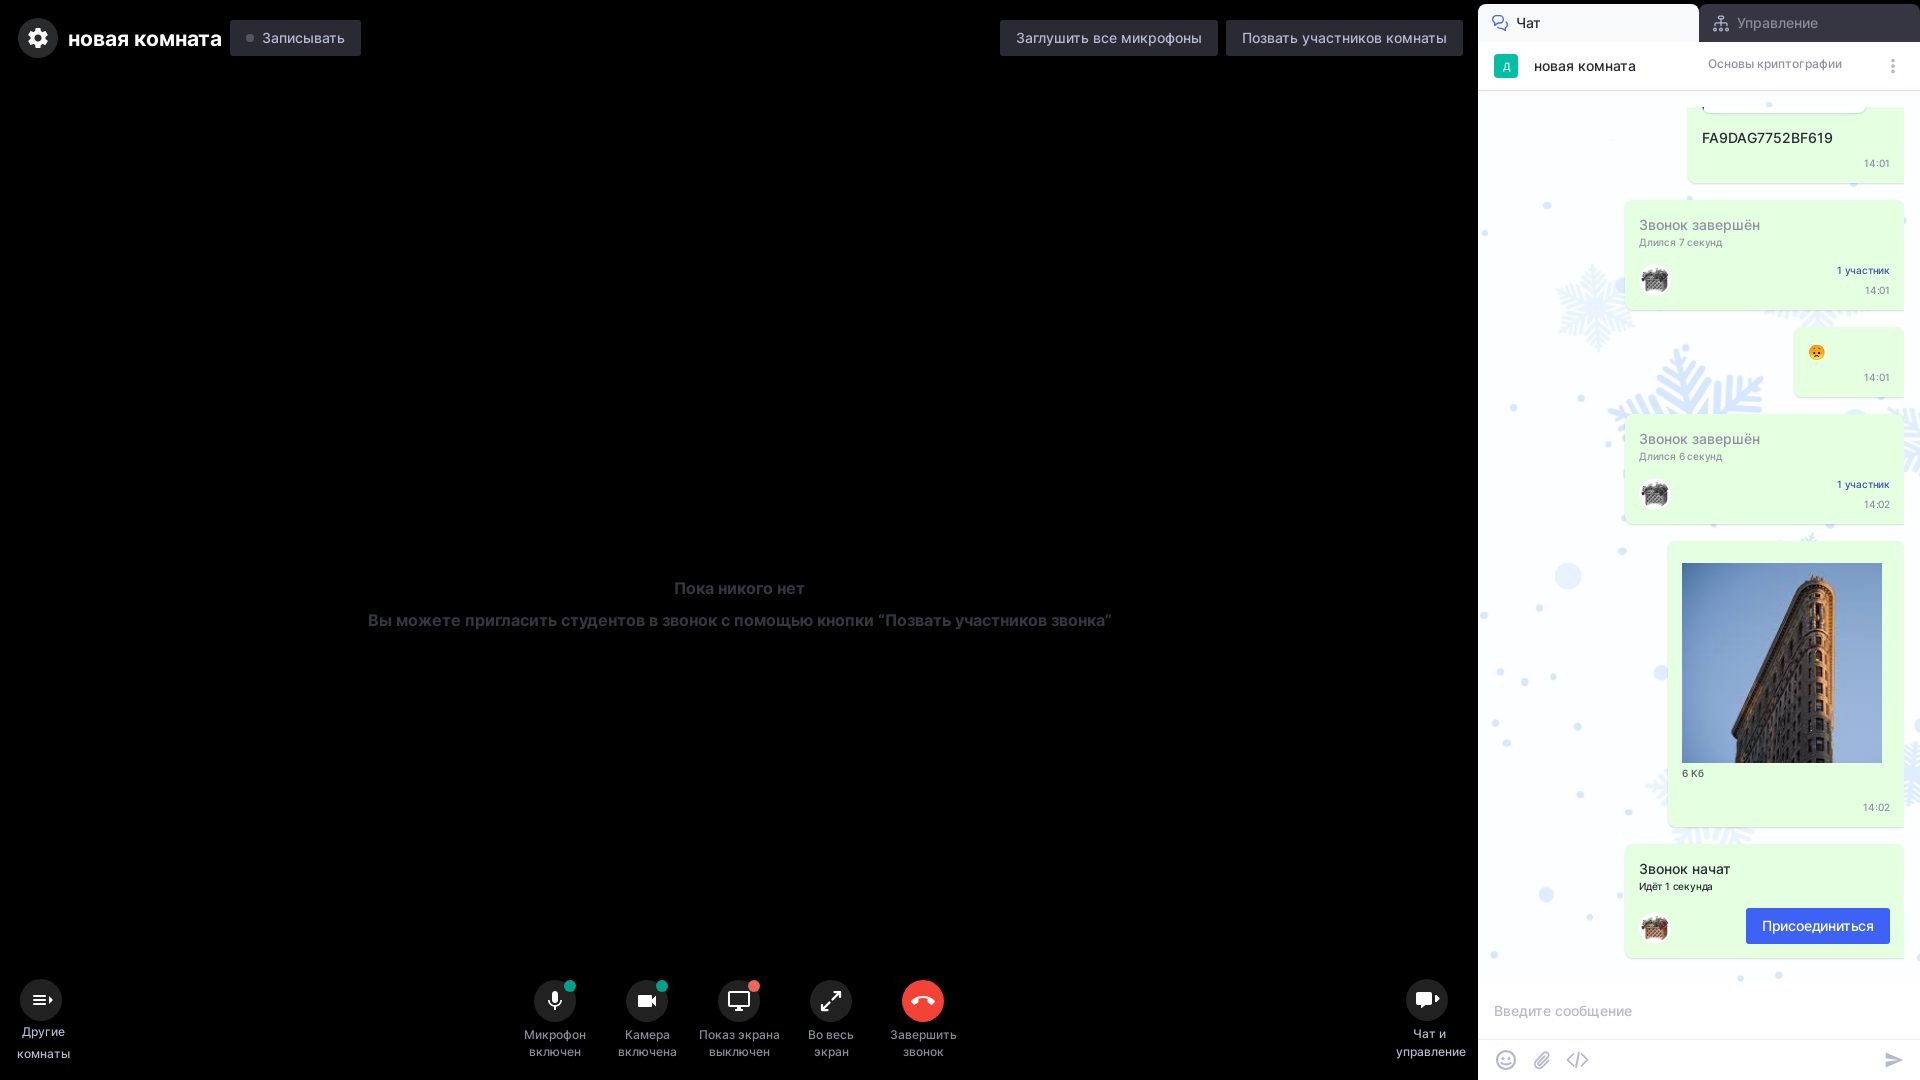 новая комната
Записывать
Заглушить все микрофоны
Позвать участников комнаты
Чат
Управление
Д
новая комната
Основы криптографии
FA9DAG7752BF619
14:01
Звонок завершён
Длился 7 секунд
1 участник
14:01
14:01
Звонок завершён
Длился 6 секунд
1 участник
14:02
6 Кб
14:02
Звонок начат
Идёт 1 секунда
Присоединиться
Пока никого нет
Вы можете пригласить студентов в звонок с помощью кнопки “Позвать участников звонка”
Другие
комнаты
Микрофон
включен
Камера
включена
Показ экрана
выключен
Во весь
экран
Завершить
звонок
Чат и
управление
Введите сообщение